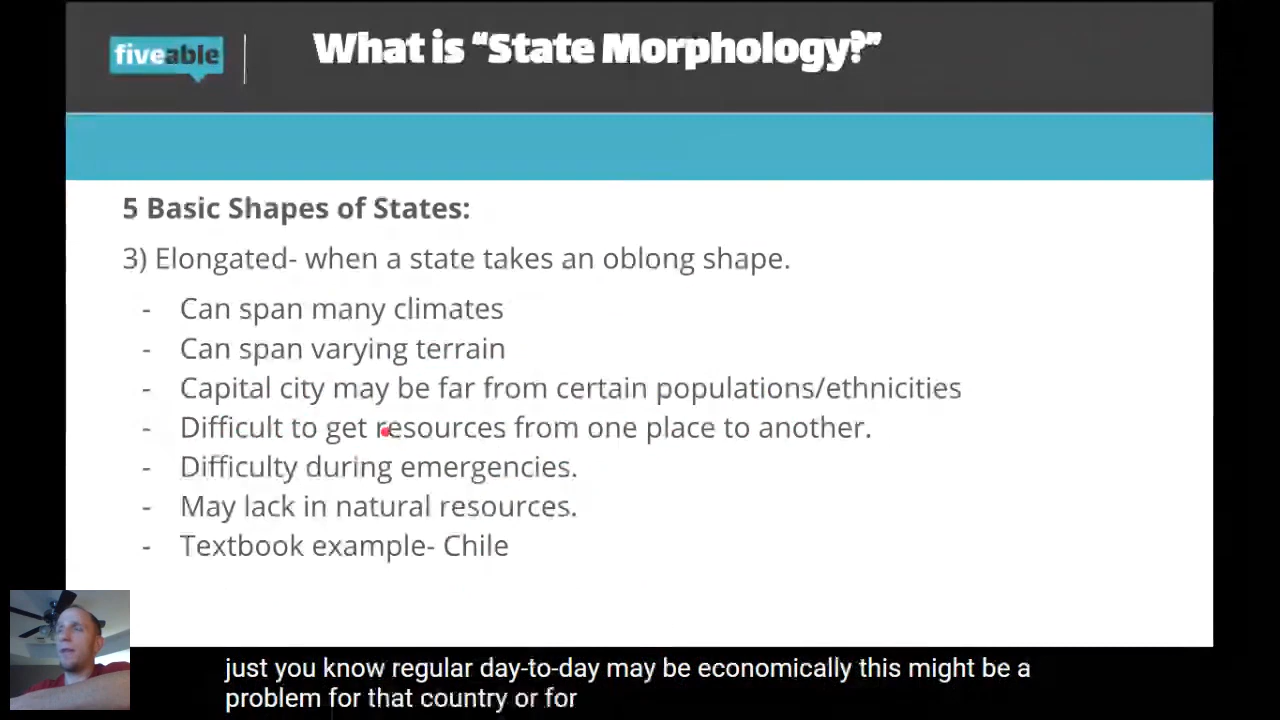 fiveable
What is “State Morphology?”
5 Basic Shapes of States:
3) Elongated- when a state takes an oblong shape.
- Can span many climates
- Can span varying terrain
- Capital city may be far from certain populations/ethnicities
- Difficult to get resources from one place to another.
- Difficulty during emergencies.
- May lack in natural resources.
- Textbook example- Chile
just you know regular day-to-day may be economically this might be a
problem for that country or for